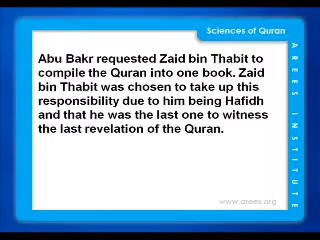 Sciences of Quran
Abu Bakr requested Zaid bin Thabit to
compile the Quran into one book. Zaid
bin Thabit was chosen to take up this
responsibility due to him being Hafidh
and that he was the last one to witness
the last revelation of the Quran.
AREES INSTITUTE
www.arees.org